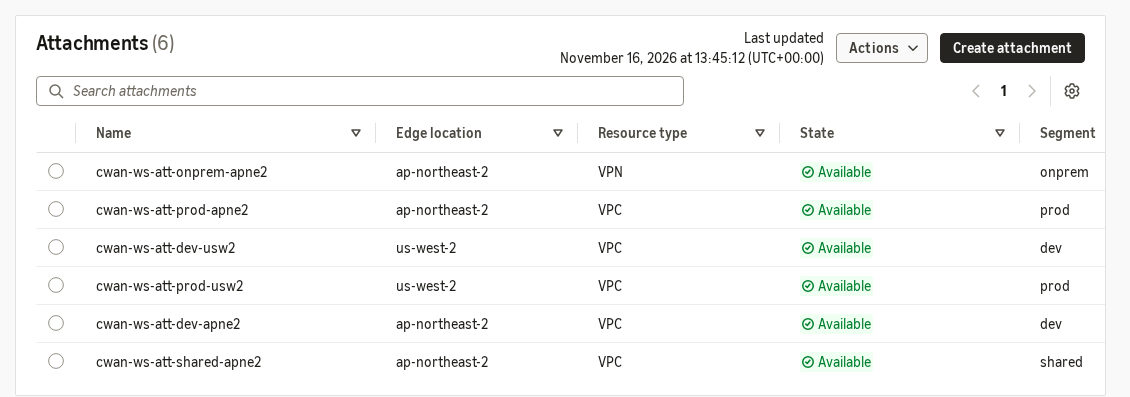 Attachments (6)
Last updated
November 16, 2026 at 13:45:12 (UTC+00:00)
Actions
Create attachment
Search attachments
1
Name Edge location Resource type State Segment
cwan-ws-att-onprem-apne2 ap-northeast-2 VPN Available onprem
cwan-ws-att-prod-apne2 ap-northeast-2 VPC Available prod
cwan-ws-att-dev-usw2 us-west-2 VPC Available dev
cwan-ws-att-prod-usw2 us-west-2 VPC Available prod
cwan-ws-att-dev-apne2 ap-northeast-2 VPC Available dev
cwan-ws-att-shared-apne2 ap-northeast-2 VPC Available shared